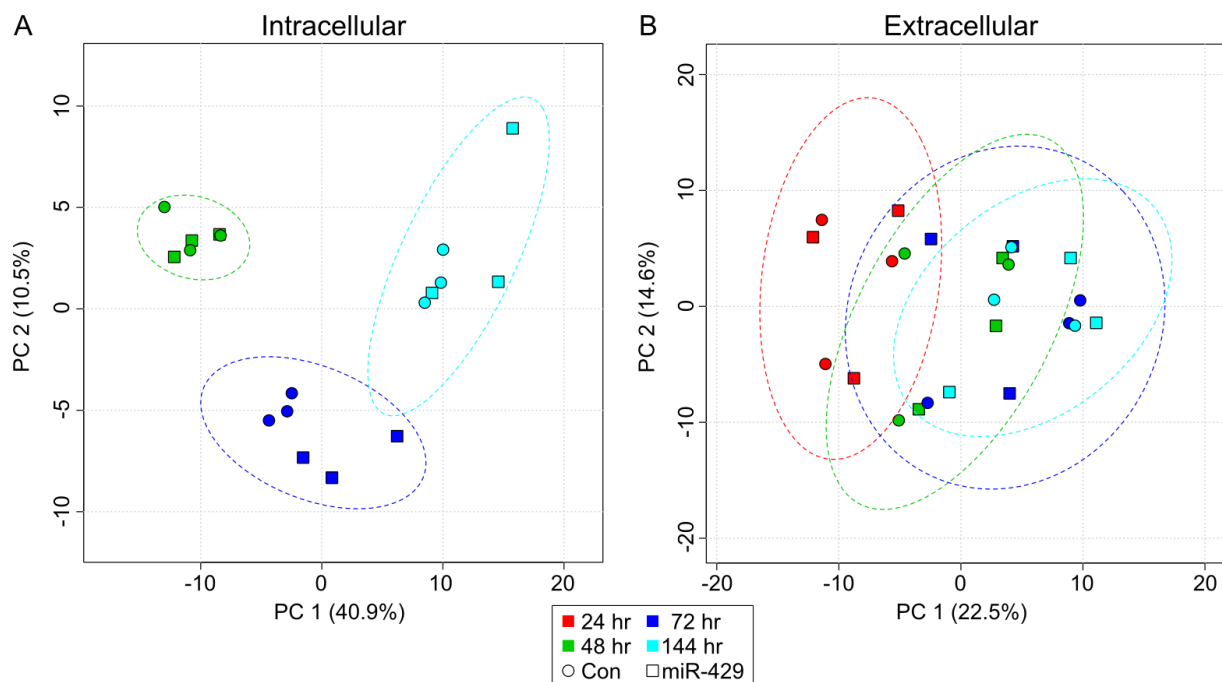 A
Intracellular
PC 2 (10.5%)
10
5
0
-5
-10
-10
0
10
20
PC 1 (40.9%)
B
Extracellular
PC 2 (14.6%)
20
10
0
-10
-20
-20
-10
0
10
20
PC 1 (22.5%)
24 hr
72 hr
48 hr
144 hr
Con
miR-429